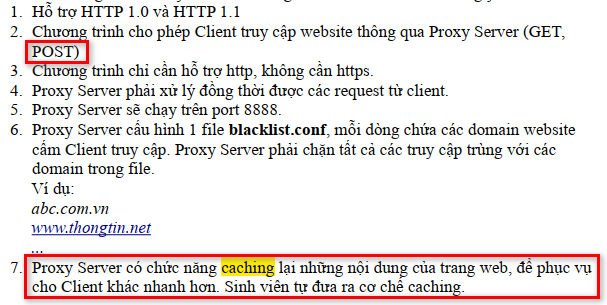 1. Hỗ trợ HTTP 1.0 và HTTP 1.1
2. Chương trình cho phép Client truy cập website thông qua Proxy Server (GET,
POST)
3. Chương trình chỉ cần hỗ trợ http, không cần https.
4. Proxy Server phải xử lý đồng thời được các request từ client.
5. Proxy Server sẽ chạy trên port 8888.
6. Proxy Server cấu hình 1 file blacklist.conf, mỗi dòng chứa các domain website
cấm Client truy cập. Proxy Server phải chặn tất cả các truy cập trùng với các
domain trong file.
Ví dụ:
abc.com.vn
www.thongtin.net
...
7. Proxy Server có chức năng caching lại những nội dung của trang web, để phục vụ
cho Client khác nhanh hơn. Sinh viên tự đưa ra cơ chế caching.